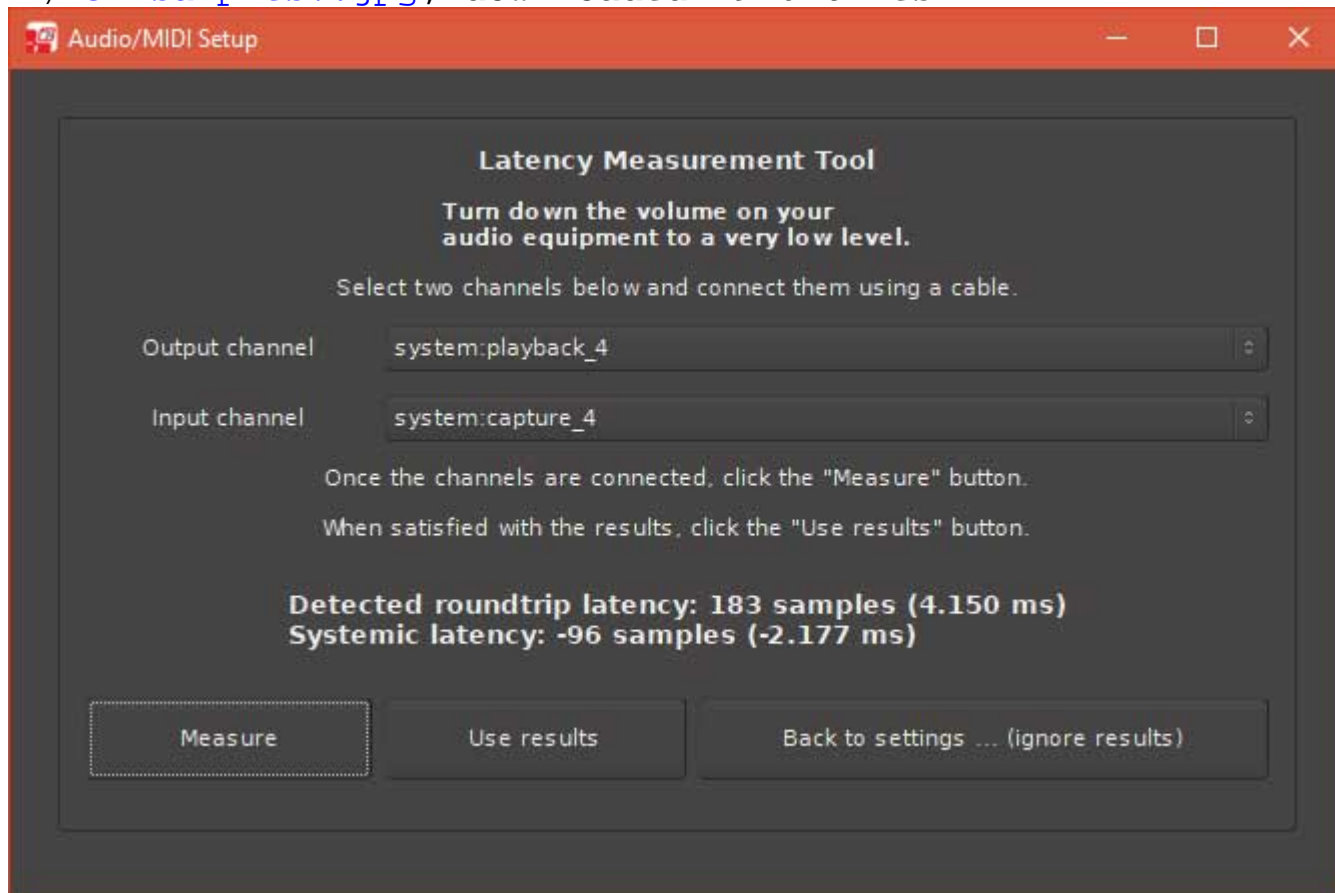 Audio/MIDI Setup
Latency Measurement Tool
Turn down the volume on your
audio equipment to a very low level.
Select two channels below and connect them using a cable.
Output channel system:playback_4
Input channel system:capture_4
Once the channels are connected, click the "Measure" button.
When satisfied with the results, click the "Use results" button.
Detected roundtrip latency: 183 samples (4.150 ms)
Systemic latency: -96 samples (-2.177 ms)
Measure Use results Back to settings ... (ignore results)